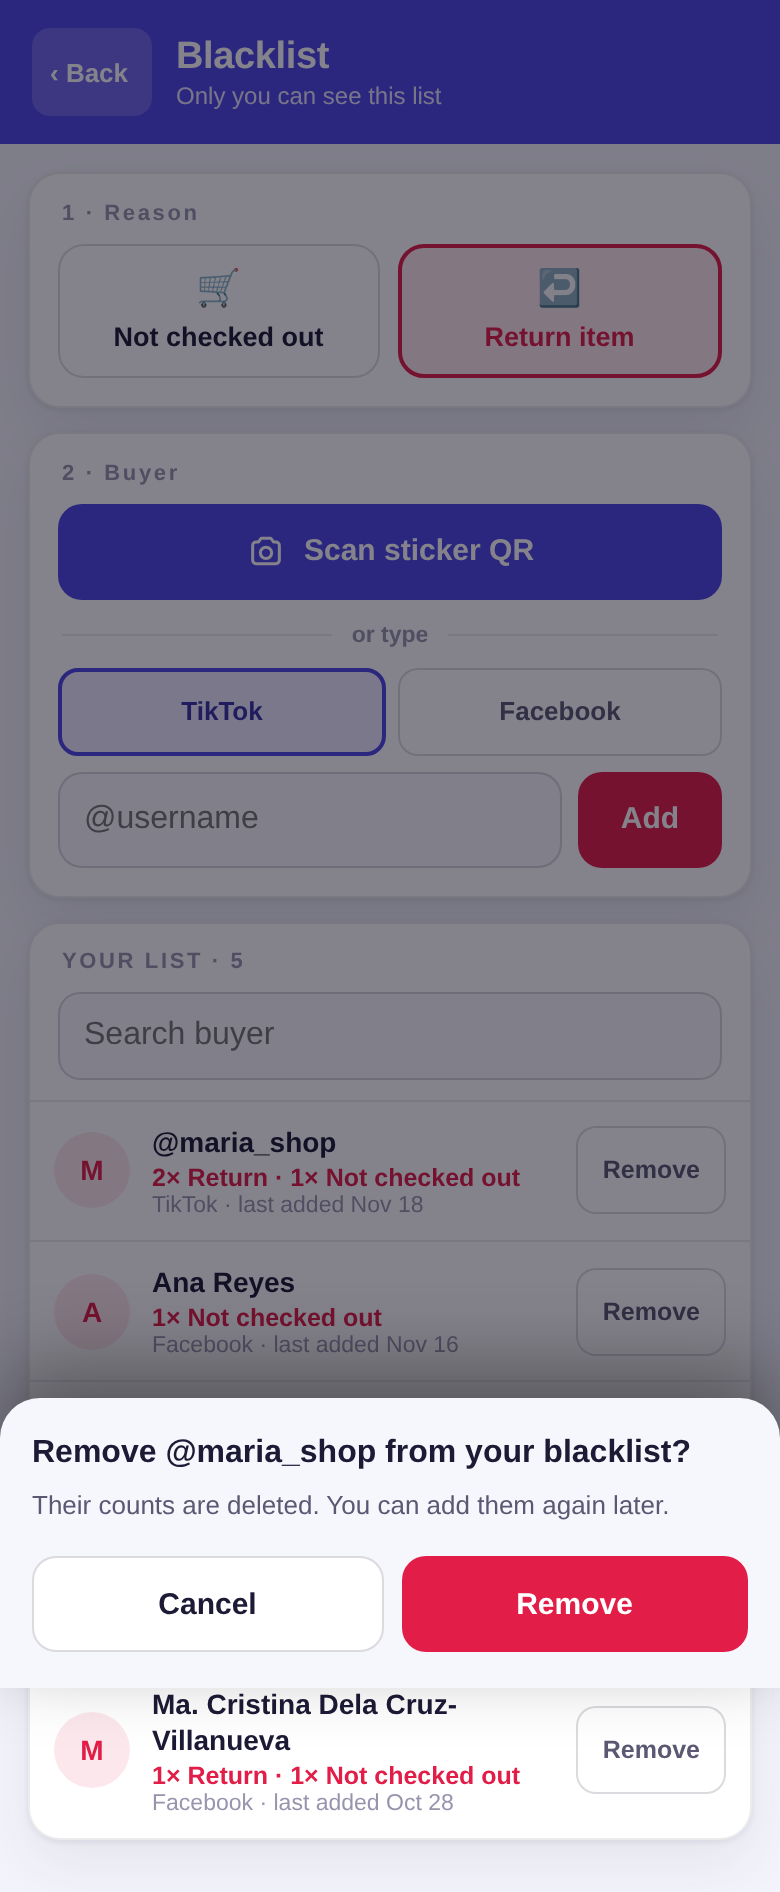 ‹ Back
Blacklist
Only you can see this list
1 · Reason
Not checked out
Return item
2 · Buyer
Scan sticker QR
or type
TikTok
Facebook
@username
Add
YOUR LIST · 5
Search buyer
M
@maria_shop
2× Return · 1× Not checked out
TikTok · last added Nov 18
Remove
A
Ana Reyes
1× Not checked out
Facebook · last added Nov 16
Remove
Remove @maria_shop from your blacklist?
Their counts are deleted. You can add them again later.
Cancel
Remove
M
Ma. Cristina Dela Cruz-
Villanueva
1× Return · 1× Not checked out
Facebook · last added Oct 28
Remove